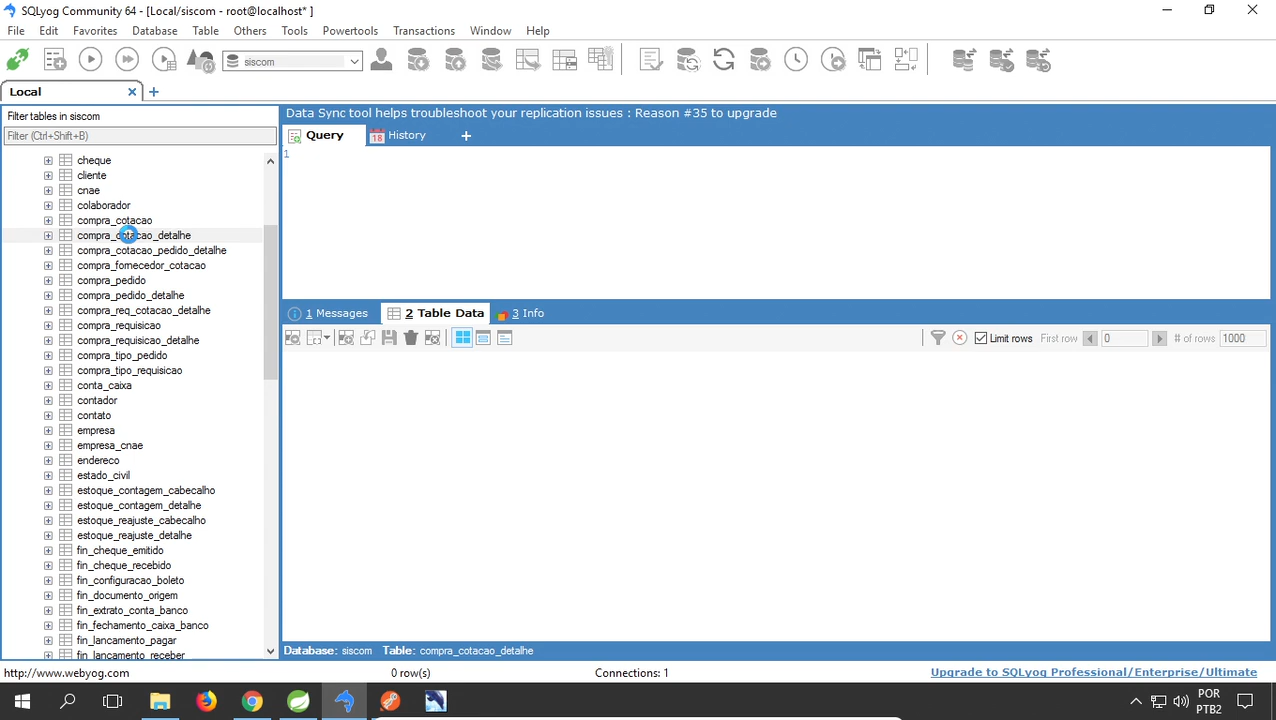 SQLyog Community 64 - [Local/siscom - root@localhost* ]
File Edit Favorites Database Table Others Tools Powertools Transactions Window Help
siscom
Local
Filter tables in siscom
Filter (Ctrl+Shift+B)
cheque
cliente
cnae
colaborador
compra_cotacao
compra_cotacao_detalhe
compra_cotacao_pedido_detalhe
compra_fornecedor_cotacao
compra_pedido
compra_pedido_detalhe
compra_req_cotacao_detalhe
compra_requisicao
compra_requisicao_detalhe
compra_tipo_pedido
compra_tipo_requisicao
conta_caixa
contador
contato
empresa
empresa_cnae
endereco
estado_civil
estoque_contagem_cabecalho
estoque_contagem_detalhe
estoque_reajuste_cabecalho
estoque_reajuste_detalhe
fin_cheque_emitido
fin_cheque_recebido
fin_configuracao_boleto
fin_documento_origem
fin_extrato_conta_banco
fin_fechamento_caixa_banco
fin_lancamento_pagar
fin_lancamento_receber
Data Sync tool helps troubleshoot your replication issues : Reason #35 to upgrade
Query 18 History
1
1 Messages 2 Table Data 3 Info
Limit rows First row 0 # of rows 1000
Database: siscom Table: compra_cotacao_detalhe
http://www.webyog.com 0 row(s) Connections: 1 Upgrade to SQLyog Professional/Enterprise/Ultimate
POR
PTB2